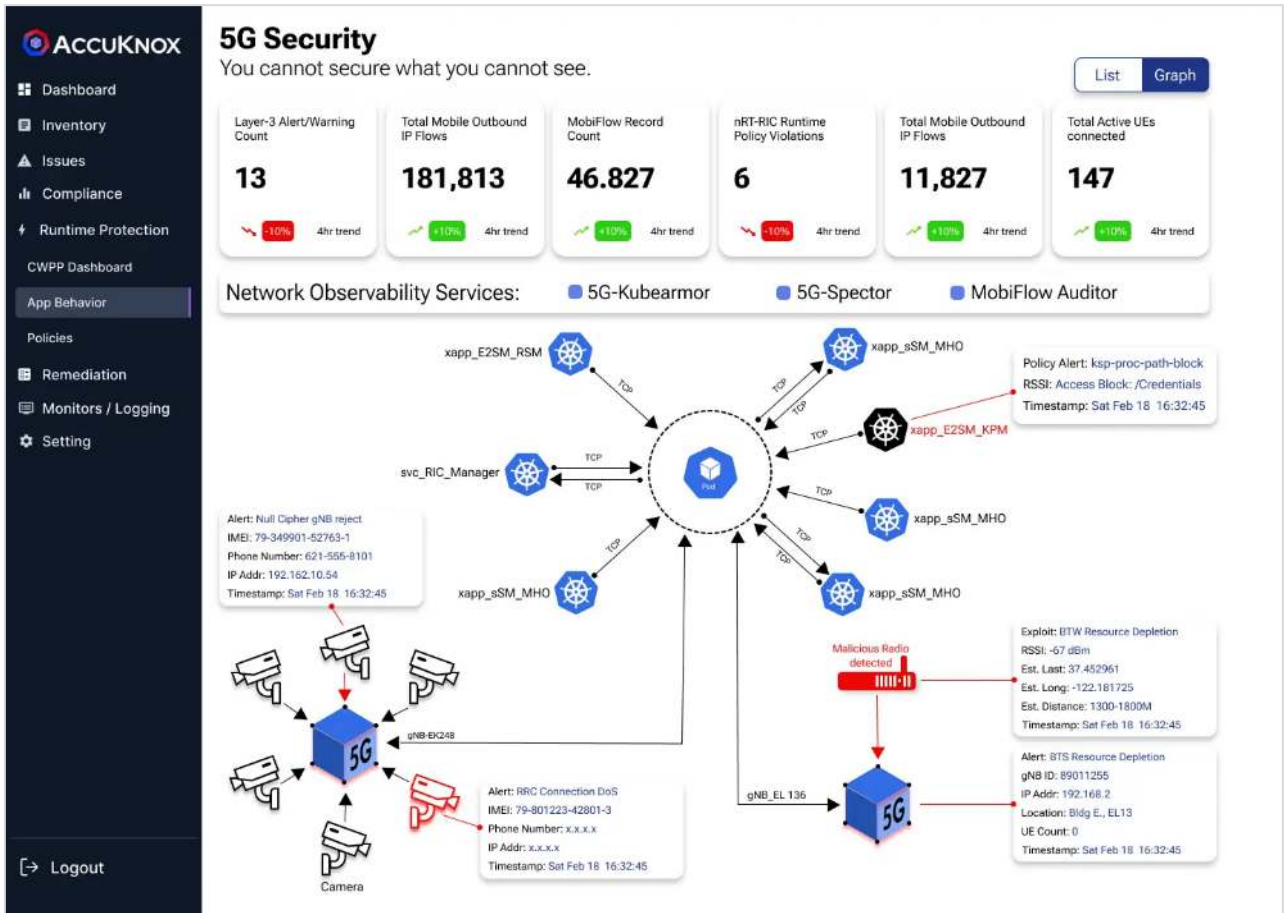 ACCUKNOX
Dashboard
Inventory
Issues
Compliance
Runtime Protection
CWPP Dashboard
App Behavior
Policies
Remediation
Monitors / Logging
Setting
Logout
5G Security
You cannot secure what you cannot see.
List
Graph
Layer-3 Alert/Warning
Count
13
-10%
4hr trend
Total Mobile Outbound
IP Flows
181,813
+10%
4hr trend
MobiFlow Record
Count
46.827
+10%
4hr trend
nRT-RIC Runtime
Policy Violations
6
-10%
4hr trend
Total Mobile Outbound
IP Flows
11,827
+10%
4hr trend
Total Active UEs
connected
147
+10%
4hr trend
Network Observability Services:
5G-Kubearmor
5G-Spector
MobiFlow Auditor
xapp_E2SM_RSM
TCP
xapp_sSM_MHO
TCP
TCP
Policy Alert: ksp-proc-path-block
RSSI: Access Block: /Credentials
Timestamp: Sat Feb 18 16:32:45
xapp_E2SM_KPM
TCP
svc_RIC_Manager
TCP
TCP
Pod
TCP
xapp_sSM_MHO
Alert: Null Cipher gNB reject
IMEI: 79-349901-52763-1
Phone Number: 621-555-8101
IP Addr: 192.162.10.54
Timestamp: Sat Feb 18 16:32:45
TCP
xapp_sSM_MHO
TCP
TCP
xapp_sSM_MHO
Malicious Radio
detected
Exploit: BTW Resource Depletion
RSSI: -67 dBm
Est. Last: 37.452961
Est. Long: -122.181725
Est. Distance: 1300-1800M
Timestamp: Sat Feb 18 16:32:45
5G
gNB-EK248
Alert: RRC Connection DoS
IMEI: 79-801223-42801-3
Phone Number: x.x.x.x
IP Addr: x.x.x.x
Timestamp: Sat Feb 18 16:32:45
Camera
gNB_EL 136
5G
Alert: BTS Resource Depletion
gNB ID: 89011255
IP Addr: 192.168.2
Location: Bldg E., EL13
UE Count: 0
Timestamp: Sat Feb 18 16:32:45